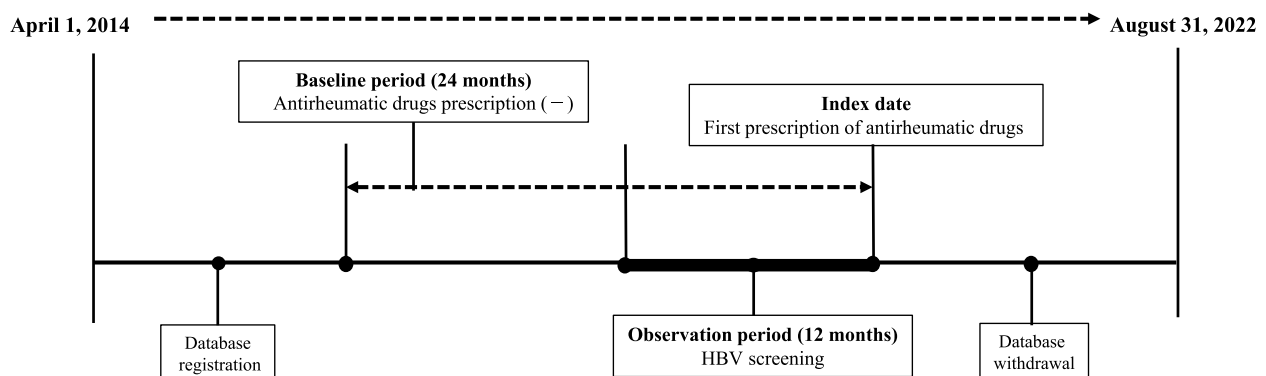 April 1, 2014
August 31, 2022
Baseline period (24 months)
Antirheumatic drugs prescription (－)
Index date
First prescription of antirheumatic drugs
Database
registration
Observation period (12 months)
HBV screening
Database
withdrawal